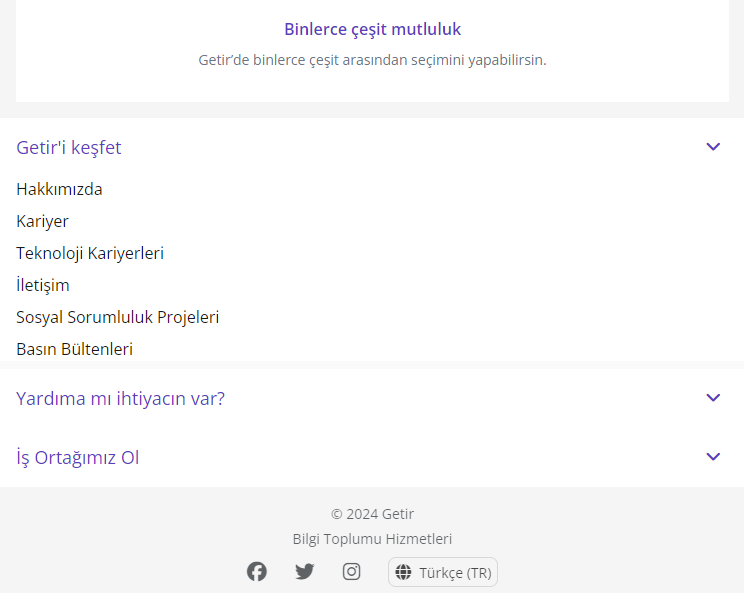 Binlerce çeşit mutluluk
Getir’de binlerce çeşit arasından seçimini yapabilirsin.
Getir'i keşfet
Hakkımızda
Kariyer
Teknoloji Kariyerleri
İletişim
Sosyal Sorumluluk Projeleri
Basın Bültenleri
Yardıma mı ihtiyacın var?
İş Ortağımız Ol
© 2024 Getir
Bilgi Toplumu Hizmetleri
Türkçe (TR)